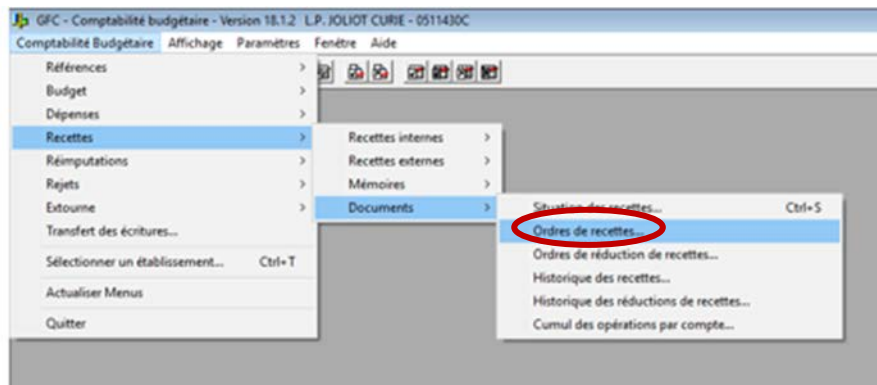 GFC - Comptabilité budgétaire - Version 18.1.2 L.P. JOLIOT CURIE - 0511430C
Comptabilité Budgétaire Affichage Paramètres Fenêtre Aide
Références >
Budget >
Dépenses >
Recettes >
Réimputations >
Rejets >
Extourne >
Transfert des écritures...
Sélectionner un établissement... Ctrl+T
Actualiser Menus
Quitter
Recettes internes >
Recettes externes >
Mémoires >
Documents >
Situation des recettes... Ctrl+S
Ordres de recettes...
Ordres de réduction de recettes...
Historique des recettes...
Historique des réductions de recettes...
Cumul des opérations par compte...